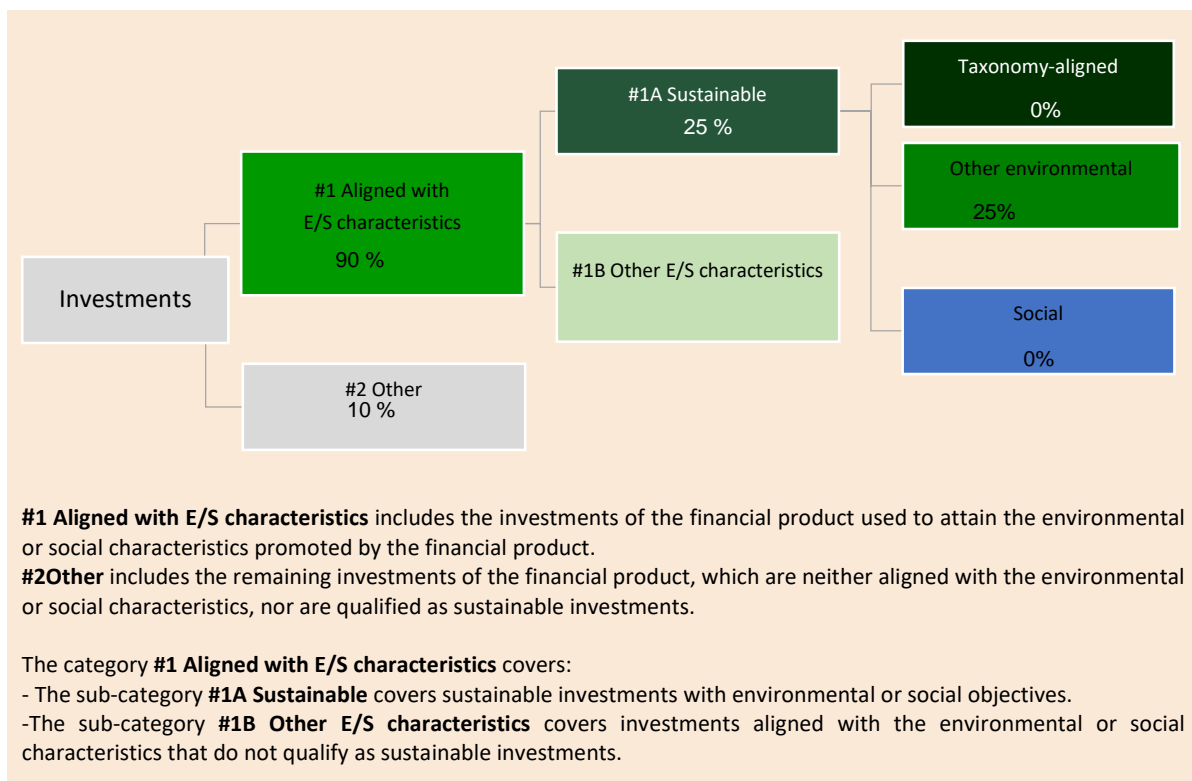 Taxonomy-aligned
0%
#1A Sustainable
25 %
Other environmental
25%
#1 Aligned with
E/S characteristics
90 %
#1B Other E/S characteristics
Investments
Social
0%
#2 Other
10 %
#1 Aligned with E/S characteristics includes the investments of the financial product used to attain the environmental
or social characteristics promoted by the financial product.
#2Other includes the remaining investments of the financial product, which are neither aligned with the environmental
or social characteristics, nor are qualified as sustainable investments.
The category #1 Aligned with E/S characteristics covers:
- The sub-category #1A Sustainable covers sustainable investments with environmental or social objectives.
-The sub-category #1B Other E/S characteristics covers investments aligned with the environmental or social
characteristics that do not qualify as sustainable investments.